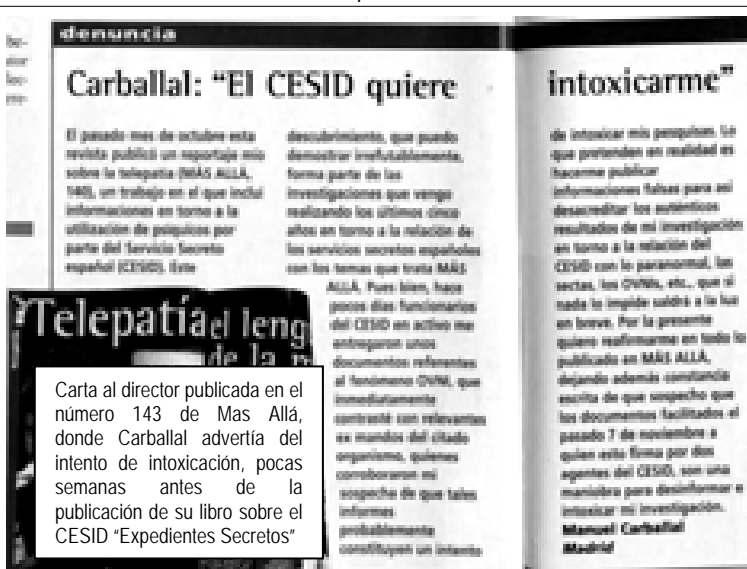 denuncia
Carballal: "El CESID quiere intoxicarme"
El pasado mes de octubre esta
revista publicó un reportaje mío
sobre la telepatía (MÁS ALLÁ,
140), un trabajo en el que incluí
informaciones en torno a la
utilización de psíquicos por
parte del Servicio Secreto
español (CESID). Este
descubrimiento, que puedo
demostrar irrefutablemente,
forma parte de las
investigaciones que vengo
realizando los últimos cinco
años en torno a la relación de
los servicios secretos españoles
con los temas que trata MÁS
ALLÁ. Pues bien, hace
pocos días funcionarios
del CESID en activo me
entregaron unos
documentos referentes
al fenómeno OVNI, que
inmediatamente
contrasté con relevantes
ex mandos del citado
organismo, quienes
corroboraron mi
sospecha de que tales
informes
probablemente
constituyen un intento
de intoxicar mis pesquisas. Lo
que pretenden en realidad es
hacerme publicar
informaciones falsas para así
desacreditar los auténticos
resultados de mi investigación
en torno a la relación del
CESID con lo paranormal, las
sectas, los OVNIs, etc., que si
nada lo impide saldrá a la luz
en breve. Por la presente
quiero reafirmarme en todo lo
publicado en MÁS ALLÁ,
dejando además constancia
escrita de que sospecho que
los documentos facilitados el
pasado 7 de noviembre a
quien esto firma por dos
agentes del CESID, son una
maniobra para desinformar e
intoxicar mi investigación.
Manuel Carballal
Madrid
Telepatía el leng
de la
Carta al director publicada en el
número 143 de Mas Allá,
donde Carballal advertía del
intento de intoxicación, pocas
semanas antes de la
publicación de su libro sobre el
CESID "Expedientes Secretos"